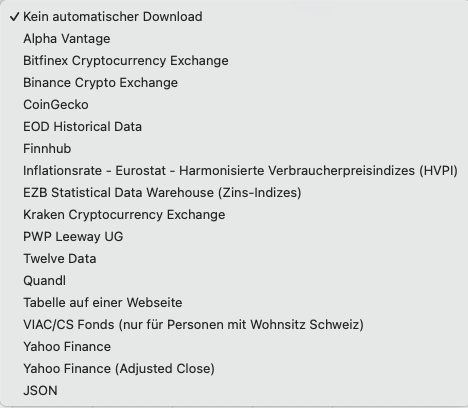 ✓ Kein automatischer Download
Alpha Vantage
Bitfinex Cryptocurrency Exchange
Binance Crypto Exchange
CoinGecko
EOD Historical Data
Finnhub
Inflationsrate - Eurostat - Harmonisierte Verbraucherpreisindizes (HVPI)
EZB Statistical Data Warehouse (Zins-Indizes)
Kraken Cryptocurrency Exchange
PWP Leeway UG
Twelve Data
Quandl
Tabelle auf einer Webseite
VIAC/CS Fonds (nur für Personen mit Wohnsitz Schweiz)
Yahoo Finance
Yahoo Finance (Adjusted Close)
JSON